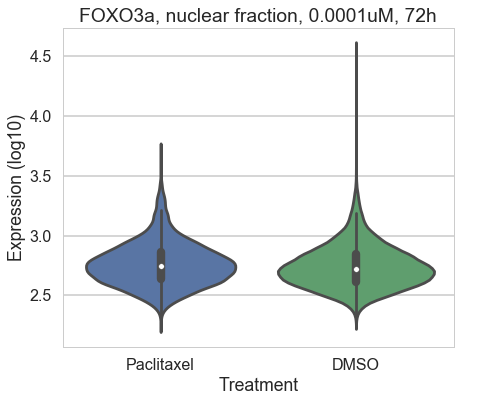 FOXO3a, nuclear fraction, 0.0001uM, 72h
Expression (log10)
4.5
4.0
3.5
3.0
2.5
Paclitaxel DMSO
Treatment